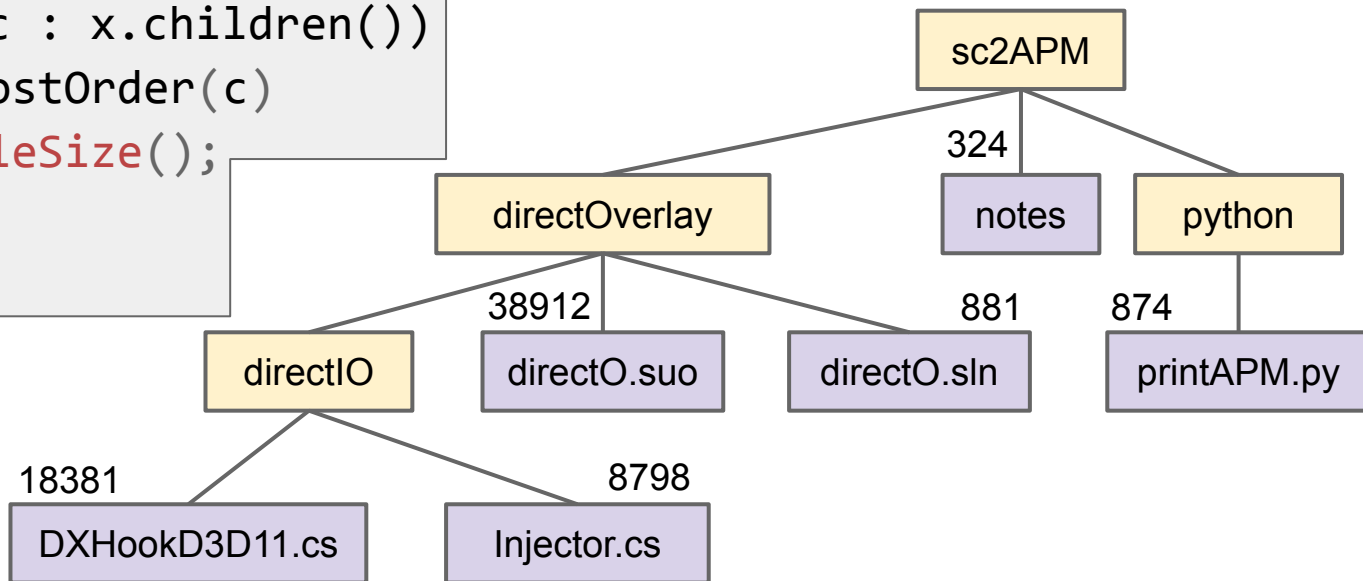 c : x.children())
ostOrder(c)
leSize();
sc2APM
324
directOverlay
notes
python
38912
881
874
directIO
directO.suo
directO.sln
printAPM.py
18381
8798
DXHookD3D11.cs
Injector.cs